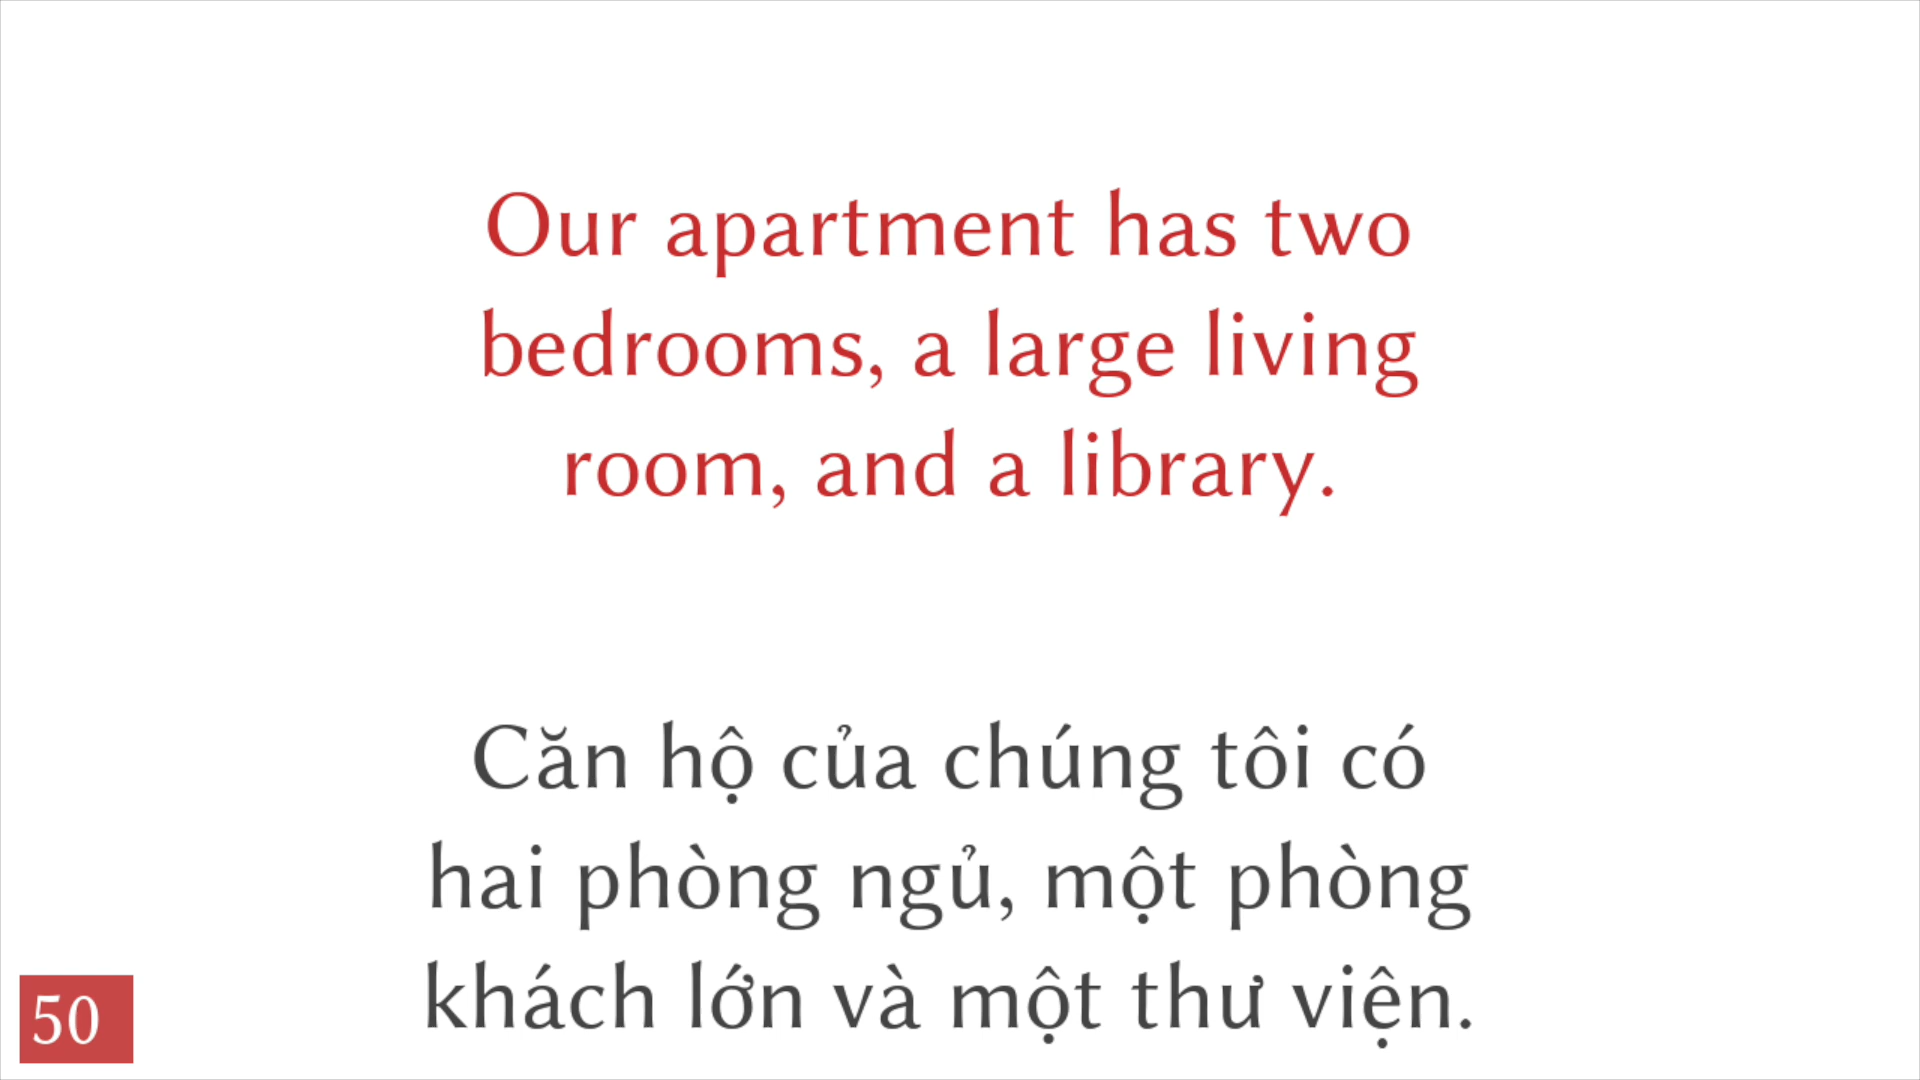 Our apartment has two
bedrooms, a large living
room, and a library.
Căn hộ của chúng tôi có
hai phòng ngủ, một phòng
khách lớn và một thư viện.
50